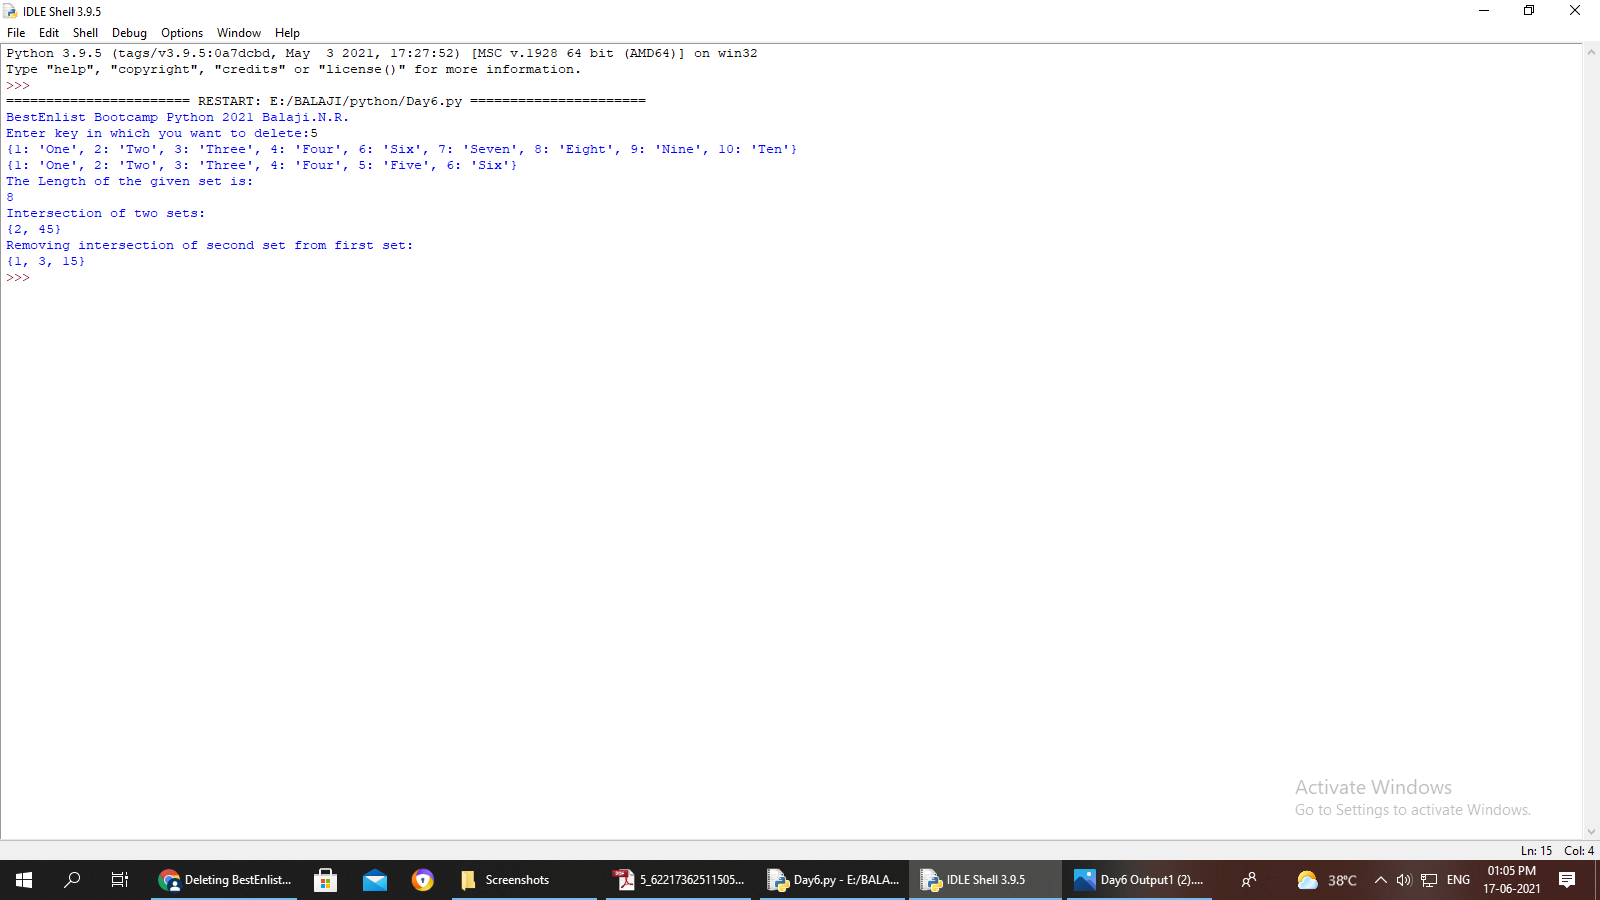 IDLE Shell 3.9.5
File Edit Shell Debug Options Window Help
Python 3.9.5 (tags/v3.9.5:0a7dcbd, May  3 2021, 17:27:52) [MSC v.1928 64 bit (AMD64)] on win32
Type "help", "copyright", "credits" or "license()" for more information.
>>>
======================= RESTART: E:/BALAJI/python/Day6.py ======================
BestEnlist Bootcamp Python 2021 Balaji.N.R.
Enter key in which you want to delete:5
{1: 'One', 2: 'Two', 3: 'Three', 4: 'Four', 6: 'Six', 7: 'Seven', 8: 'Eight', 9: 'Nine', 10: 'Ten'}
{1: 'One', 2: 'Two', 3: 'Three', 4: 'Four', 5: 'Five', 6: 'Six'}
The Length of the given set is:
8
Intersection of two sets:
{2, 45}
Removing intersection of second set from first set:
{1, 3, 15}
>>>
Activate Windows
Go to Settings to activate Windows.
Ln: 15 Col: 4
Deleting BestEnlist... Screenshots 5_62217362511505... Day6.py - E:/BALA... IDLE Shell 3.9.5 Day6 Output1 (2).... 38°C ENG 01:05 PM
17-06-2021